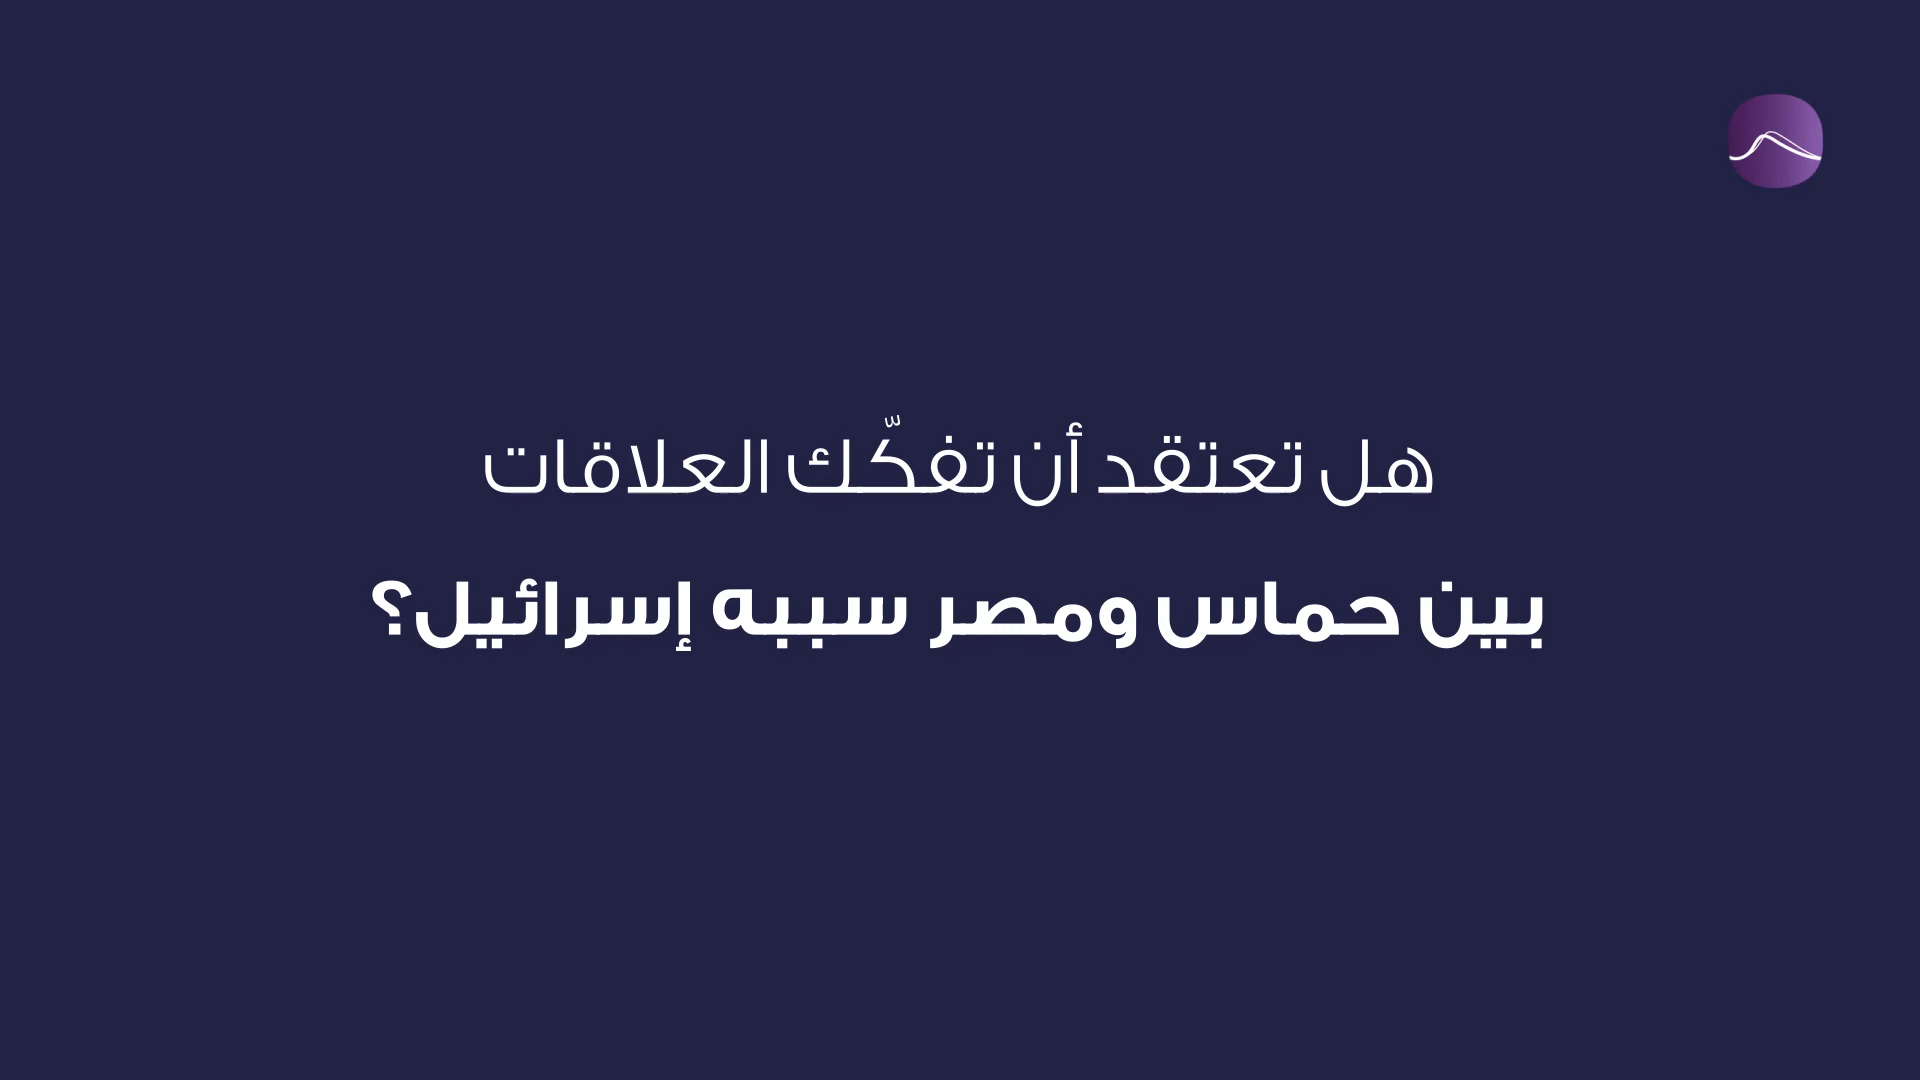 هل تعتقد أن تفكّك العلاقات
بين حماس ومصر سببه إسرائيل؟